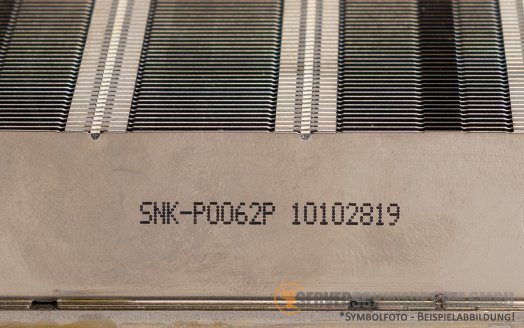 SNK-P0062P 10102819
*Symbolfoto - Beispielabbildung!